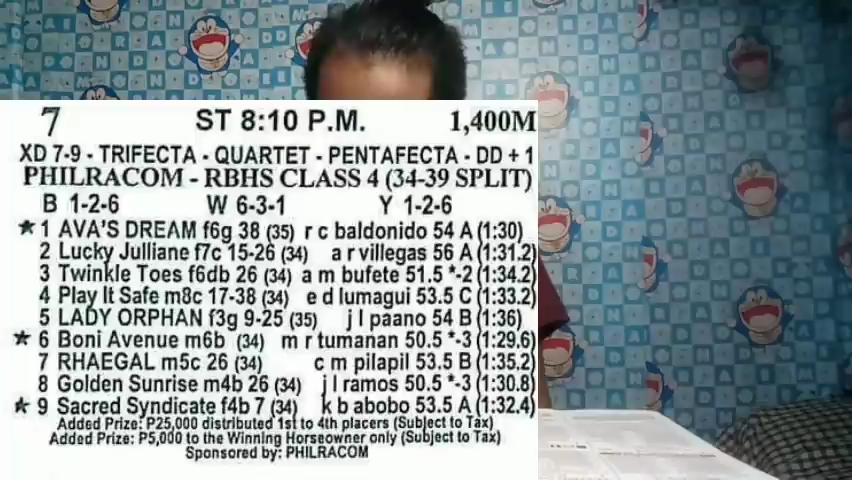 7 ST 8:10 P.M. 1,400M
XD 7-9 - TRIFECTA - QUARTET - PENTAFECTA - DD + 1
PHILRACOM - RBHS CLASS 4 (34-39 SPLIT)
B 1-2-6 W 6-3-1 Y 1-2-6
★ 1 AVA'S DREAM f6g 38 (35) r c baldonido 54 A (1:30)
2 Lucky Julliane f7c 15-26 (34) a r villegas 56 A (1:31.2)
3 Twinkle Toes f6db 26 (34) a m bufete 51.5 *-2 (1:34.2)
4 Play It Safe m8c 17-38 (34) e d lumagui 53.5 C (1:33.2)
5 LADY ORPHAN f3g 9-25 (35) j l paano 54 B (1:36)
★ 6 Boni Avenue m6b (34) m r tumanan 50.5 *-3 (1:29.6)
7 RHAEGAL m5c 26 (34) c m pilapil 53.5 B (1:35.2)
8 Golden Sunrise m4b 26 (34) j l ramos 50.5 *-3 (1:30.8)
★ 9 Sacred Syndicate f4b 7 (34) k b abobo 53.5 A (1:32.4)
Added Prize: P25,000 distributed 1st to 4th placers (Subject to Tax)
Added Prize: P5,000 to the Winning Horseowner only (Subject to Tax)
Sponsored by: PHILRACOM